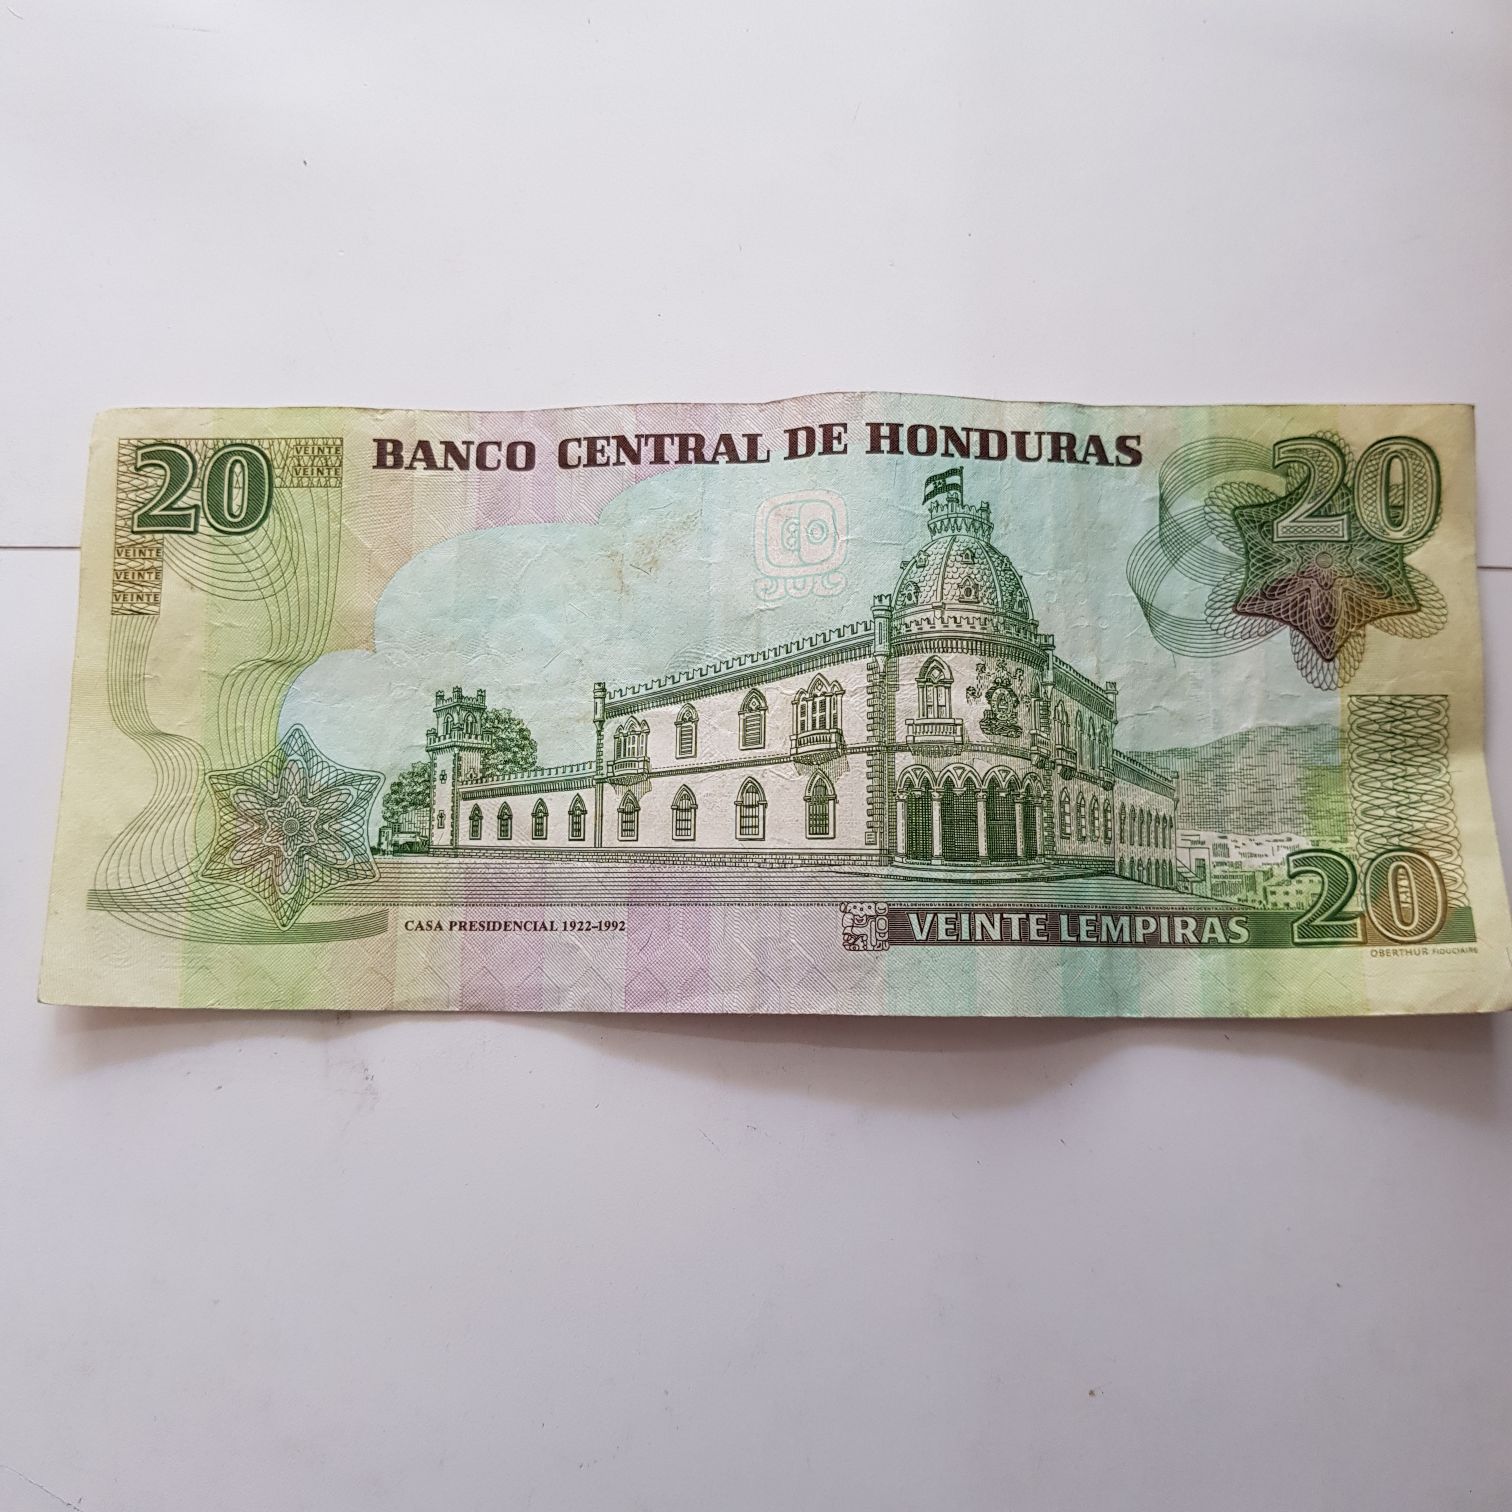 BANCO CENTRAL DE HONDURAS
20
VEINTE
VEINTE
20
VEINTE
VEINTE
VEINTE
CASA PRESIDENCIAL 1922-1992
VEINTE LEMPIRAS
20
OBERTHUR FIDUCIAIRE